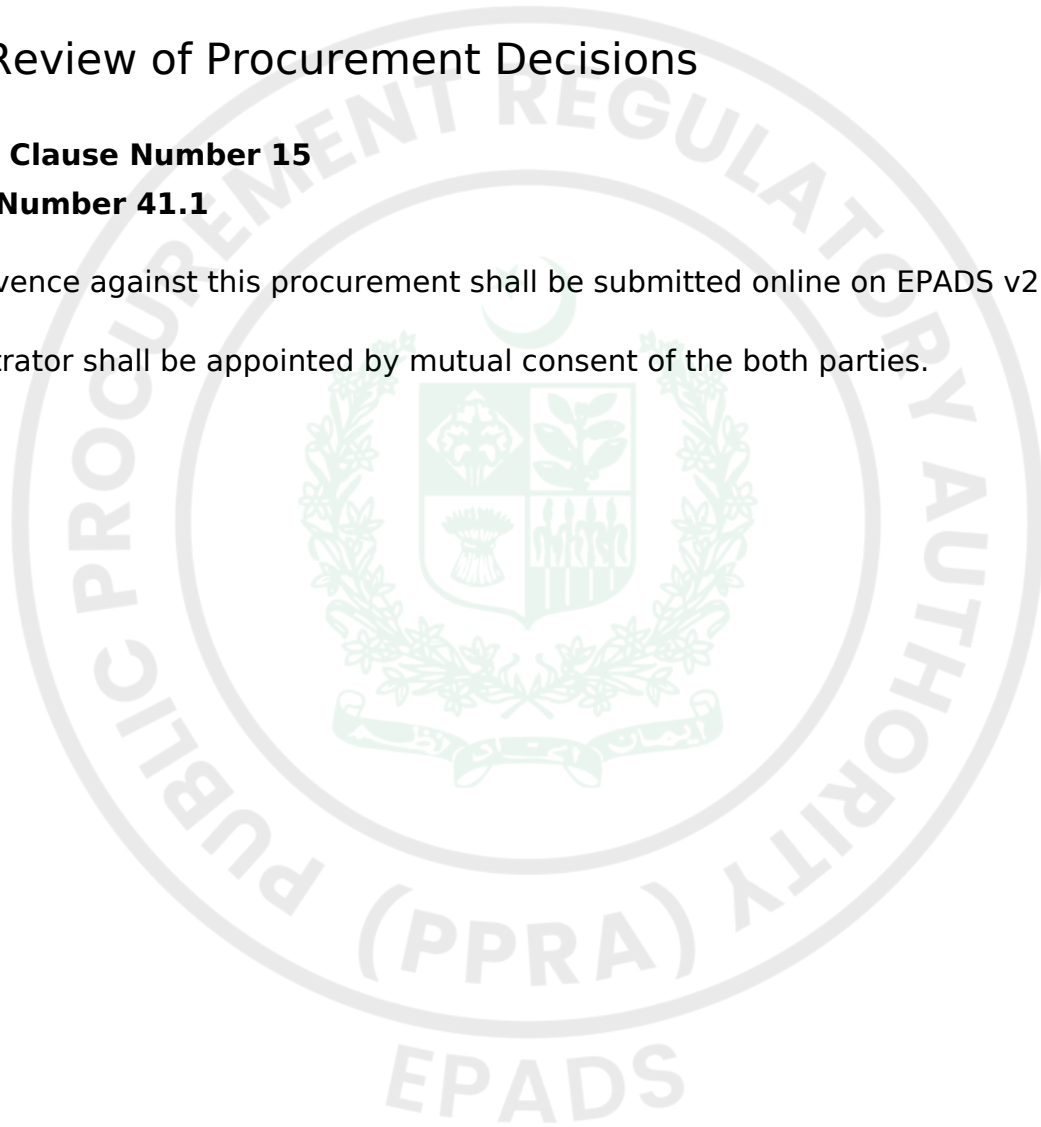 Review of Procurement Decisions
Clause Number 15
Number 41.1
vence against this procurement shall be submitted online on EPADS v2
trator shall be appointed by mutual consent of the both parties.
PUBLIC PROCUREMENT REGULATORY AUTHORITY
(PPRA)
EPADS